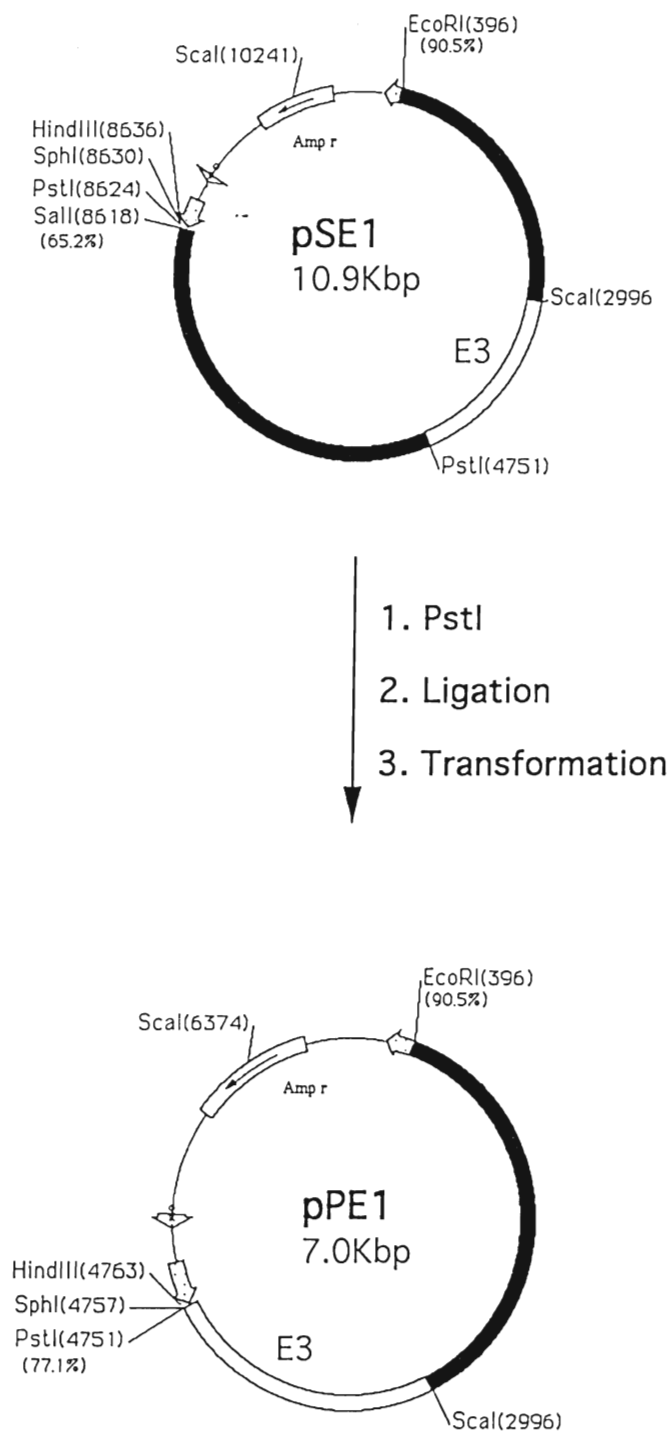 EcoRI(396)
(90.5%)
ScaI(10241)
Amp r
HindIII(8636)
SphI(8630)
PstI(8624)
SalI(8618)
(65.2%)
pSE1
10.9Kbp
ScaI(2996
E3
PstI(4751)
1. PstI
2. Ligation
3. Transformation
EcoRI(396)
(90.5%)
ScaI(6374)
Amp r
pPE1
7.0Kbp
HindIII(4763)
SphI(4757)
PstI(4751)
(77.1%)
E3
ScaI(2996)